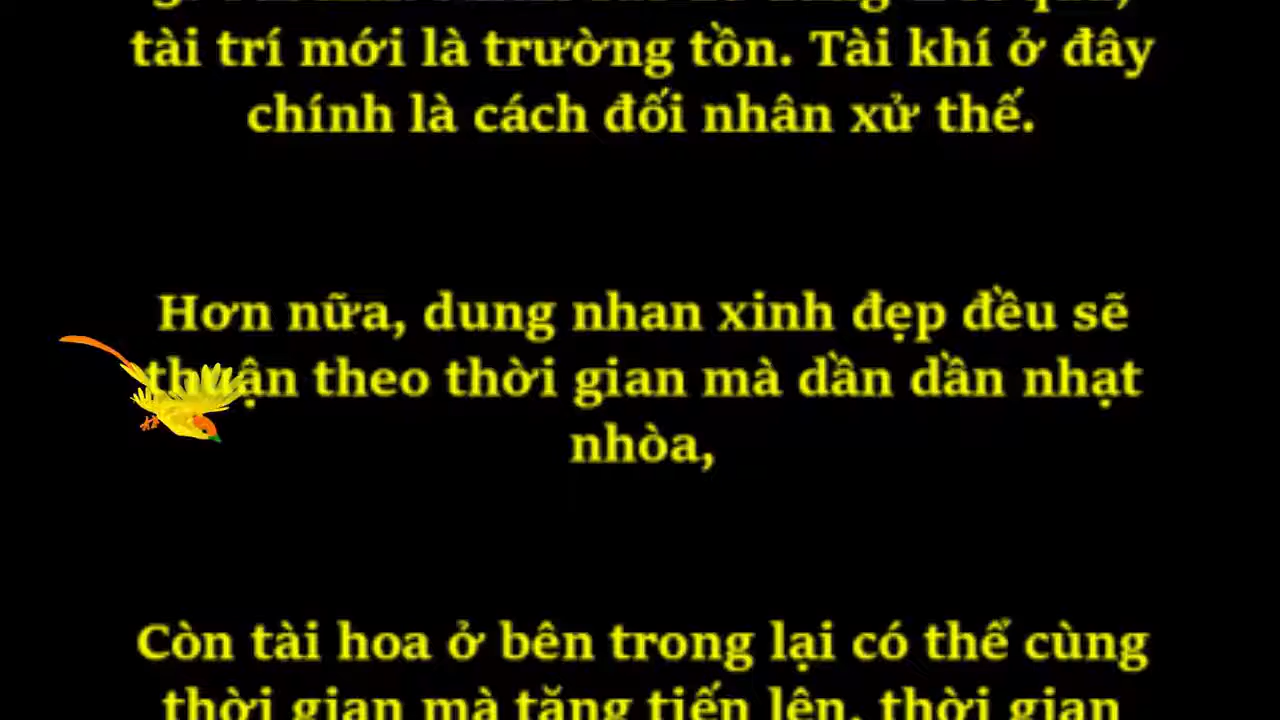 tài trí mới là trường tồn. Tài khí ở đây
chính là cách đối nhân xử thế.
Hơn nữa, dung nhan xinh đẹp đều sẽ
thuận theo thời gian mà dần dần nhạt
nhòa,
Còn tài hoa ở bên trong lại có thể cùng
thời gian mà tăng tiến lên, thời gian